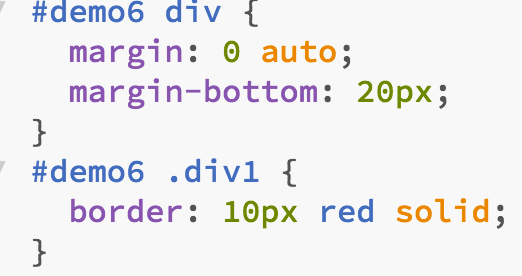 #demo6 div {
  margin: 0 auto;
  margin-bottom: 20px;
}
#demo6 .div1 {
  border: 10px red solid;
}